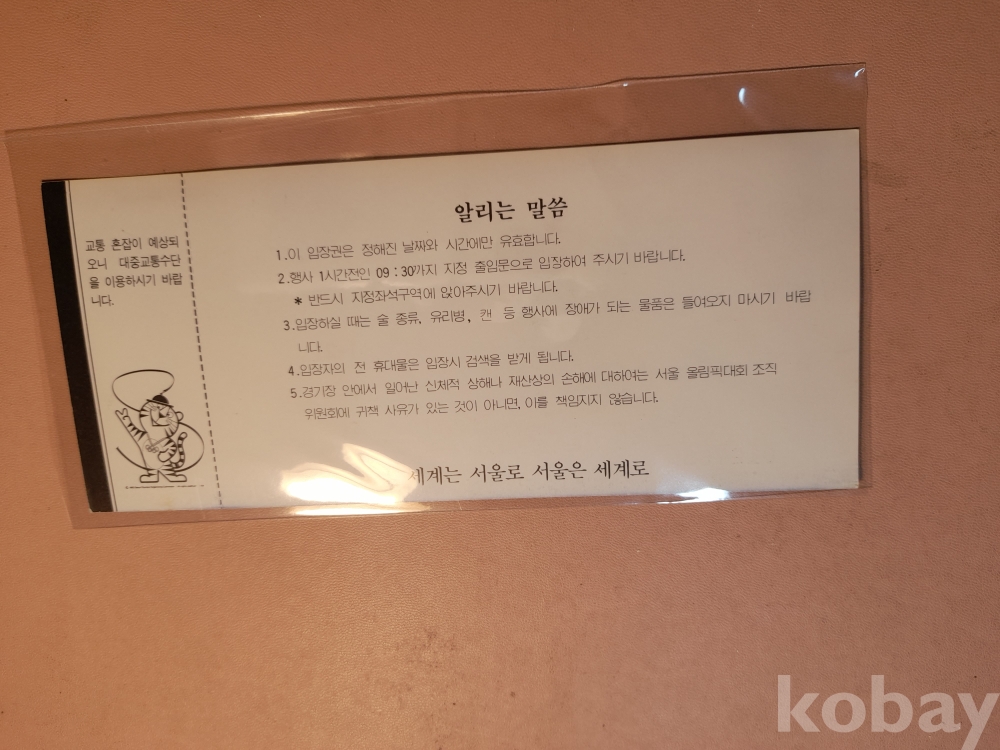 교통 혼잡이 예상되
오니 대중교통수단
을 이용하시기 바랍
니다.
알리는 말씀
1.이 입장권은 정해진 날짜와 시간에만 유효합니다.
2.행사 1시간전인 09 : 30까지 지정 출입문으로 입장하여 주시기 바랍니다.
* 반드시 지정좌석구역에 앉아주시기 바랍니다.
3.입장하실 때는 술 종류, 유리병, 캔 등 행사에 장애가 되는 물품은 들여오지 마시기 바랍
니다.
4.입장자의 전 휴대물은 입장시 검색을 받게 됩니다.
5.경기장 안에서 일어난 신체적 상해나 재산상의 손해에 대하여는 서울 올림픽대회 조직
위원회에 귀책 사유가 있는 것이 아니면, 이를 책임지지 않습니다.
세계는 서울로 서울은 세계로
kobay